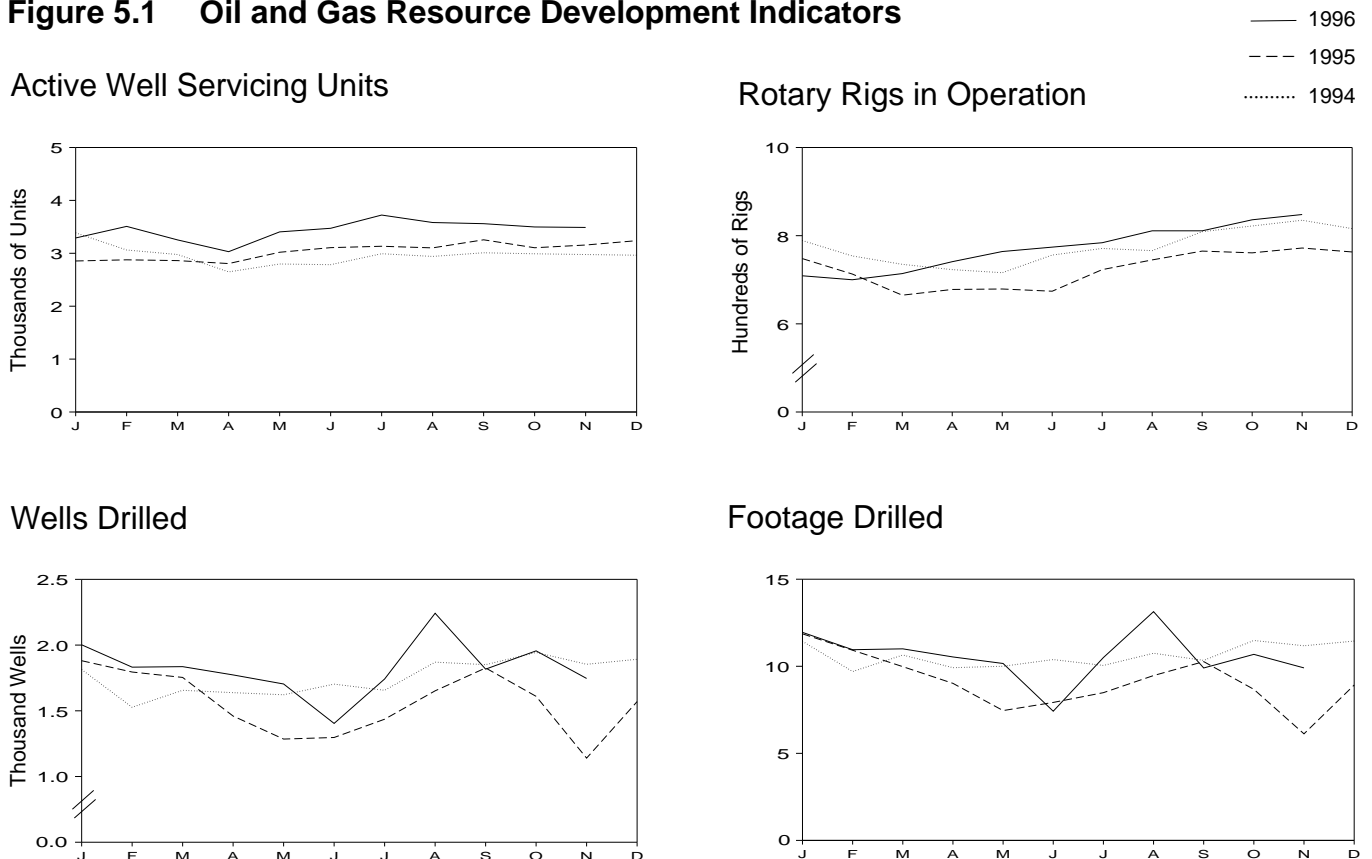 Figure 5.1 Oil and Gas Resource Development Indicators
1996
1995
1994
Active Well Servicing Units
Thousands of Units
5
4
3
2
1
0
J F M A M J J A S O N D
Rotary Rigs in Operation
Hundreds of Rigs
10
8
6
0
J F M A M J J A S O N D
Wells Drilled
Thousand Wells
2.5
2.0
1.5
1.0
0.0
J F M A M J J A S O N D
Footage Drilled
15
10
5
0
J F M A M J J A S O N D